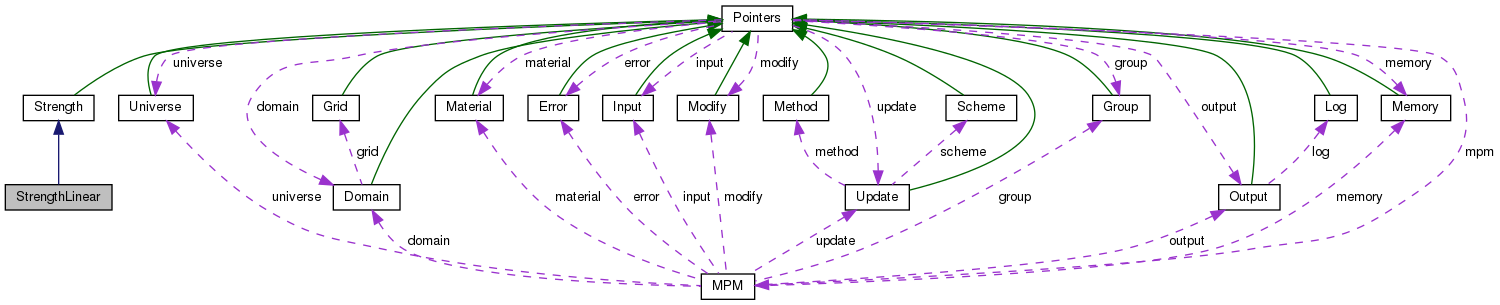 Pointers
universe
material
error
input
modify
group
memory
Strength
Universe
domain
Grid
Material
Error
Input
Modify
Method
update
Scheme
Group
output
Log
Memory
grid
method
scheme
log
mpm
StrengthLinear
universe
Domain
material
error
input
modify
Update
group
Output
memory
domain
update
output
MPM